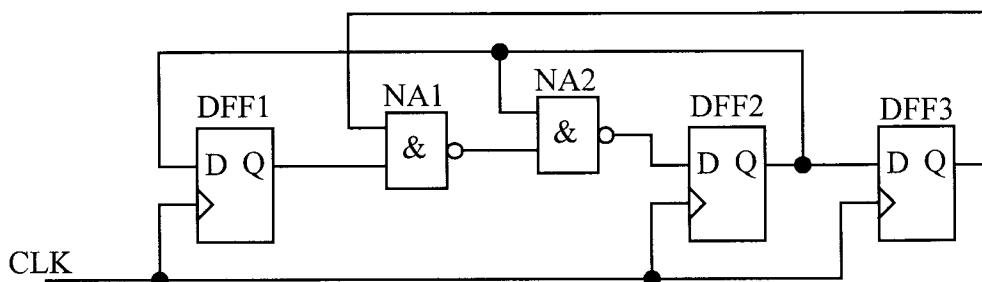 NA2
NA1
DFF1
DFF2
DFF3
&
&
D Q
D Q
D Q
CLK